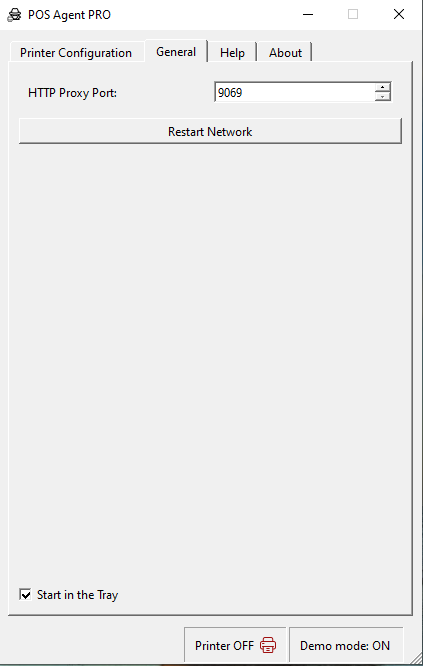 POS Agent PRO
Printer Configuration General Help About
HTTP Proxy Port: 9069
Restart Network
Start in the Tray
Printer OFF Demo mode: ON